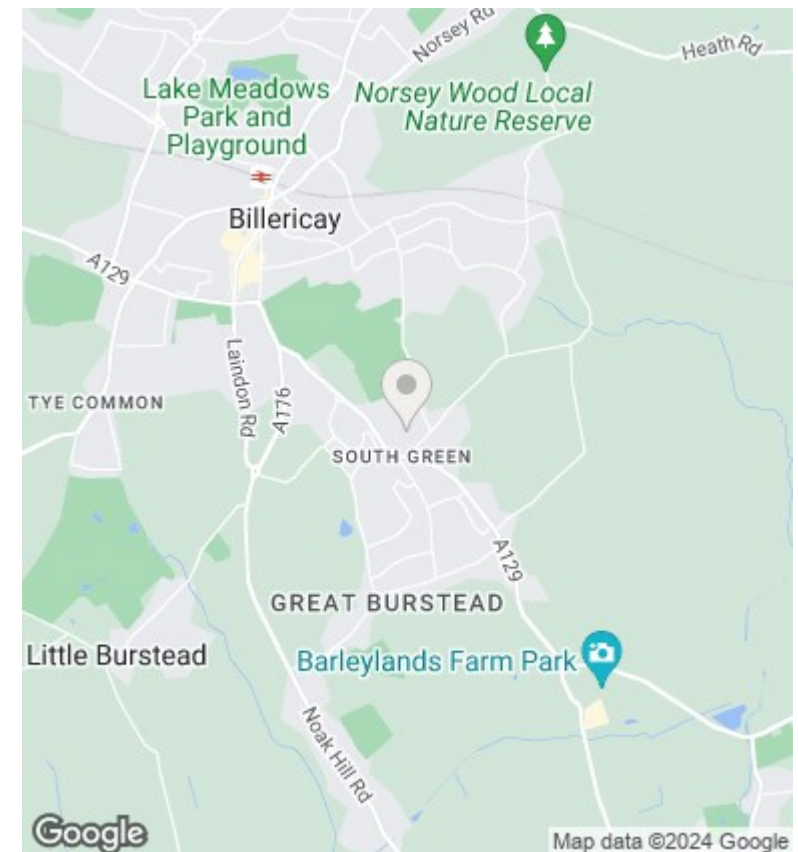 Norsey Rd
Heath Rd
Lake Meadows
Park and
Playground
Norsey Wood Local
Nature Reserve
Billericay
A129
Laindon Rd
A176
TYE COMMON
SOUTH GREEN
A129
GREAT BURSTEAD
Little Burstead
Barleylands Farm Park
Noak Hill Rd
Google
Map data ©2024 Google